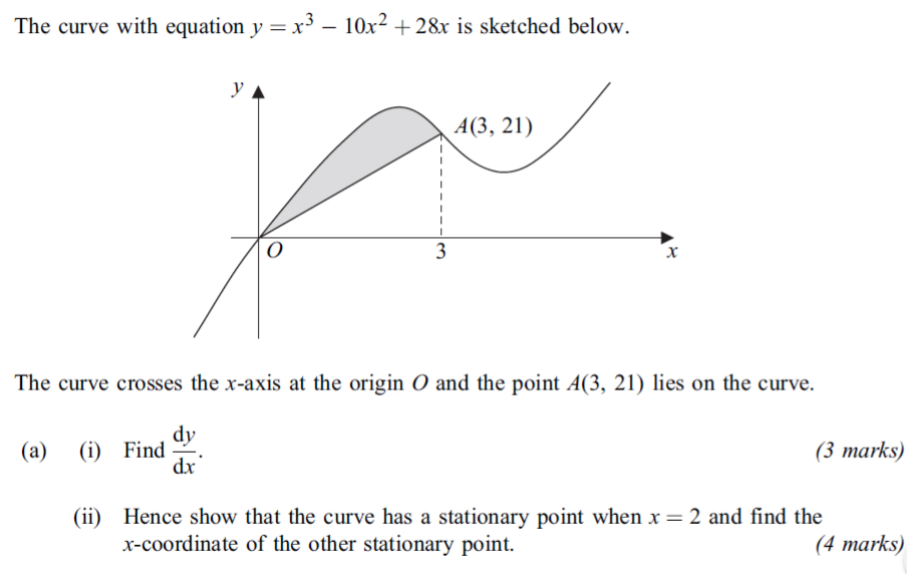 The curve with equation y = x³ − 10x² + 28x is sketched below.
y
A(3, 21)
O
3
x
The curve crosses the x-axis at the origin O and the point A(3, 21) lies on the curve.
(a) (i) Find dy/dx. (3 marks)
(ii) Hence show that the curve has a stationary point when x = 2 and find the
x-coordinate of the other stationary point. (4 marks)